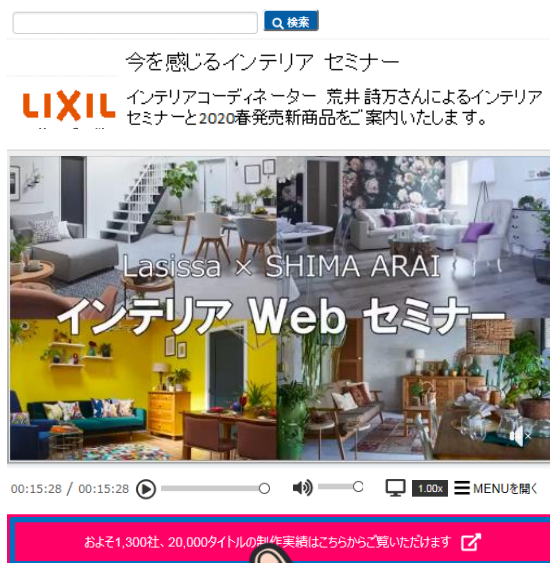 検索
今を感じるインテリア セミナー
LIXIL
インテリアコーディネーター 荒井 詩万さんによるインテリア
セミナーと2020春発売新商品をご案内いたします。
Lasissa × SHIMA ARAI
インテリア Web セミナー
00:15:28 / 00:15:28
1.00x
MENUを開く
およそ1,300社、20,000タイトルの制作実績はこちらからご覧いただけます